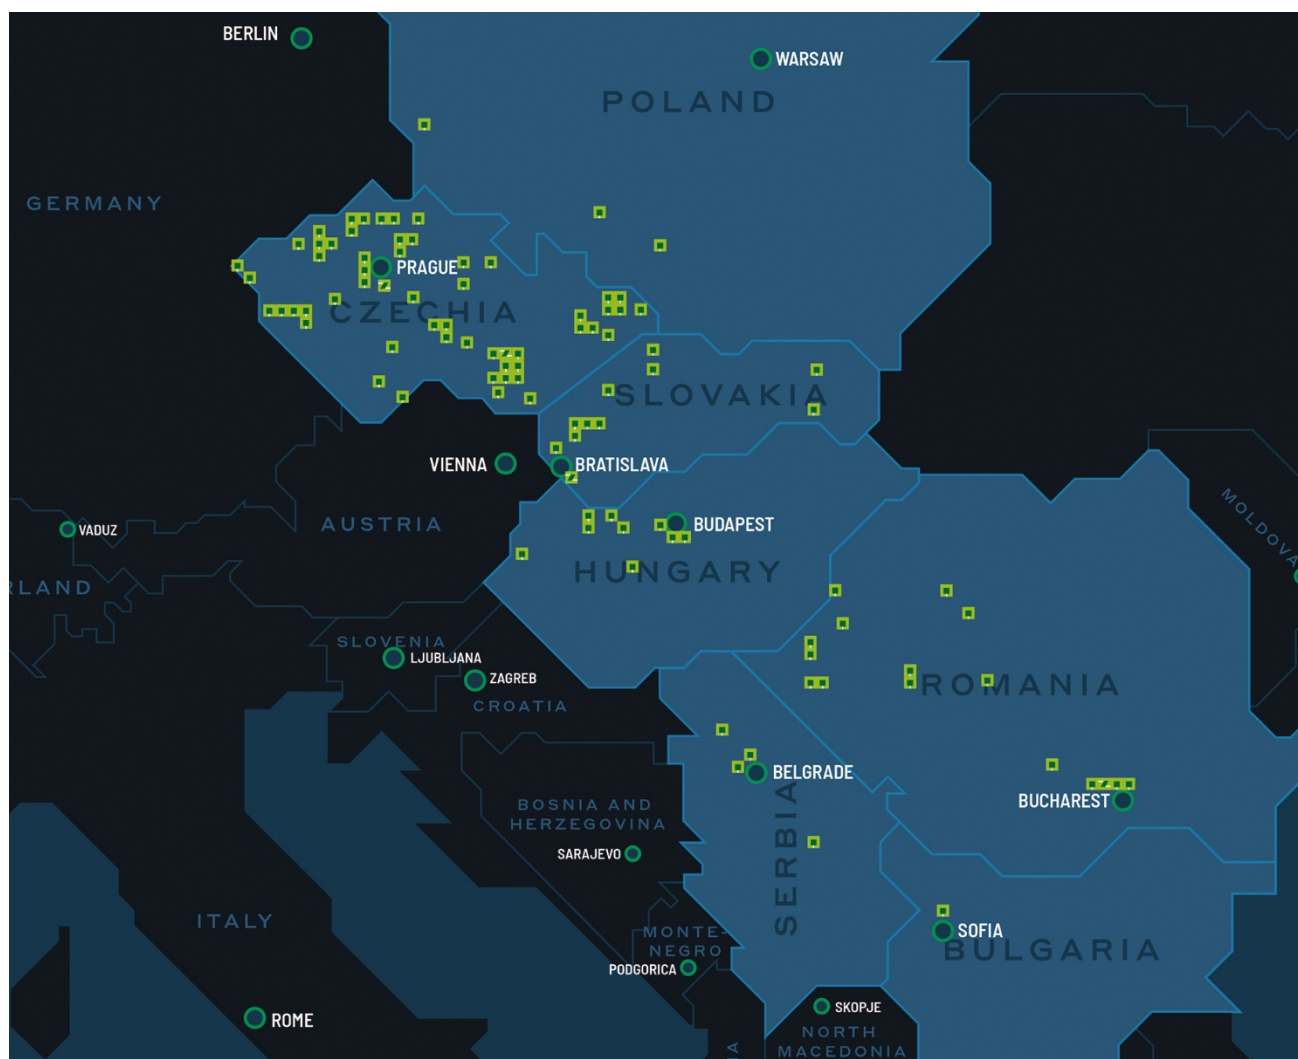 BERLIN
WARSAW
POLAND
GERMANY
PRAGUE
CZECHIA
SLOVAKIA
VIENNA
BRATISLAVA
VADUZ
AUSTRIA
BUDAPEST
MOLDOVA
RLAND
HUNGARY
SLOVENIA
LJUBLJANA
ZAGREB
CROATIA
ROMANIA
BELGRADE
BUCHAREST
BOSNIA AND
HERZEGOVINA
SARAJEVO
SERBIA
ITALY
MONTE-
NEGRO
PODGORICA
SOFIA
BULGARIA
ROME
SKOPJE
NORTH
MACEDONIA